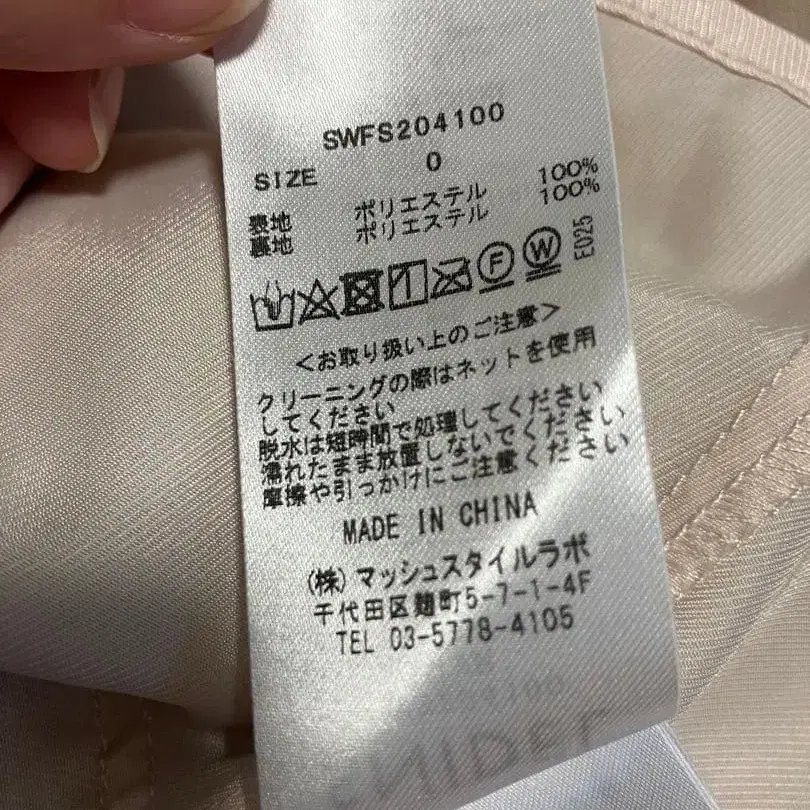 SWFS204100
SIZE 0
表地 ポリエステル 100%
裏地 ポリエステル 100%
F W E025
<お取り扱い上のご注意>
クリーニングの際はネットを使用
してください
脱水は短時間で処理してください
濡れたまま放置しないでください
摩擦や引っかけにご注意ください
MADE IN CHINA
(株)マッシュスタイルラボ
千代田区麹町5-7-1-4F
TEL 03-5778-4105